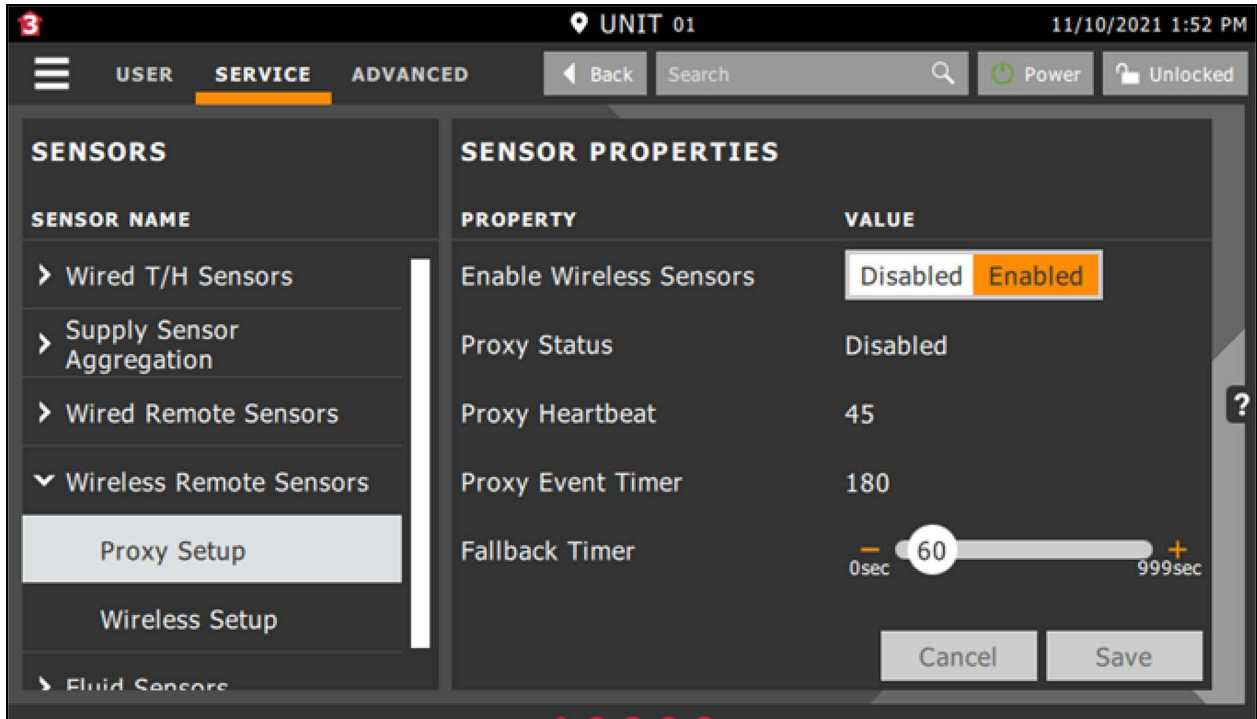 3 UNIT 01 11/10/2021 1:52 PM
USER SERVICE ADVANCED Back Search Power Unlocked
SENSORS
SENSOR NAME
Wired T/H Sensors
Supply Sensor
Aggregation
Wired Remote Sensors
Wireless Remote Sensors
Proxy Setup
Wireless Setup
Fluid Sensors
SENSOR PROPERTIES
PROPERTY VALUE
Enable Wireless Sensors Disabled Enabled
Proxy Status Disabled
Proxy Heartbeat 45
Proxy Event Timer 180
Fallback Timer − 60 +
0sec 999sec
Cancel Save
?